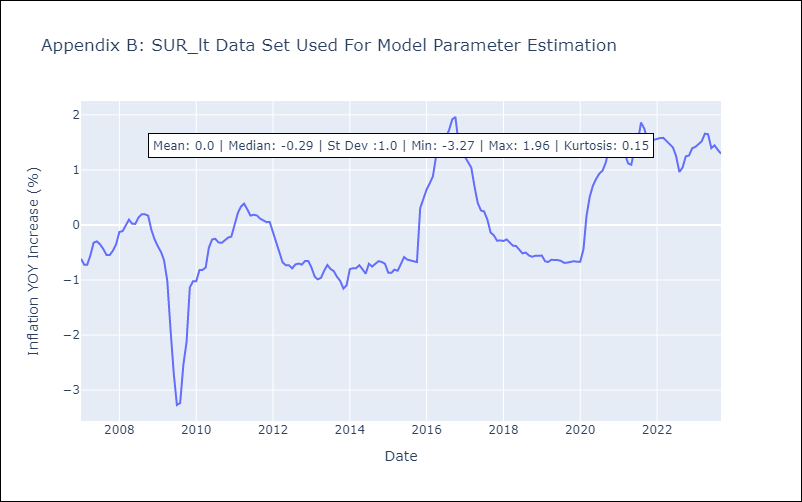 Appendix B: SUR_lt Data Set Used For Model Parameter Estimation
2
Mean: 0.0 | Median: -0.29 | St Dev :1.0 | Min: -3.27 | Max: 1.96 | Kurtosis: 0.15
1
0
−1
−2
−3
Inflation YOY Increase (%)
2008 2010 2012 2014 2016 2018 2020 2022
Date